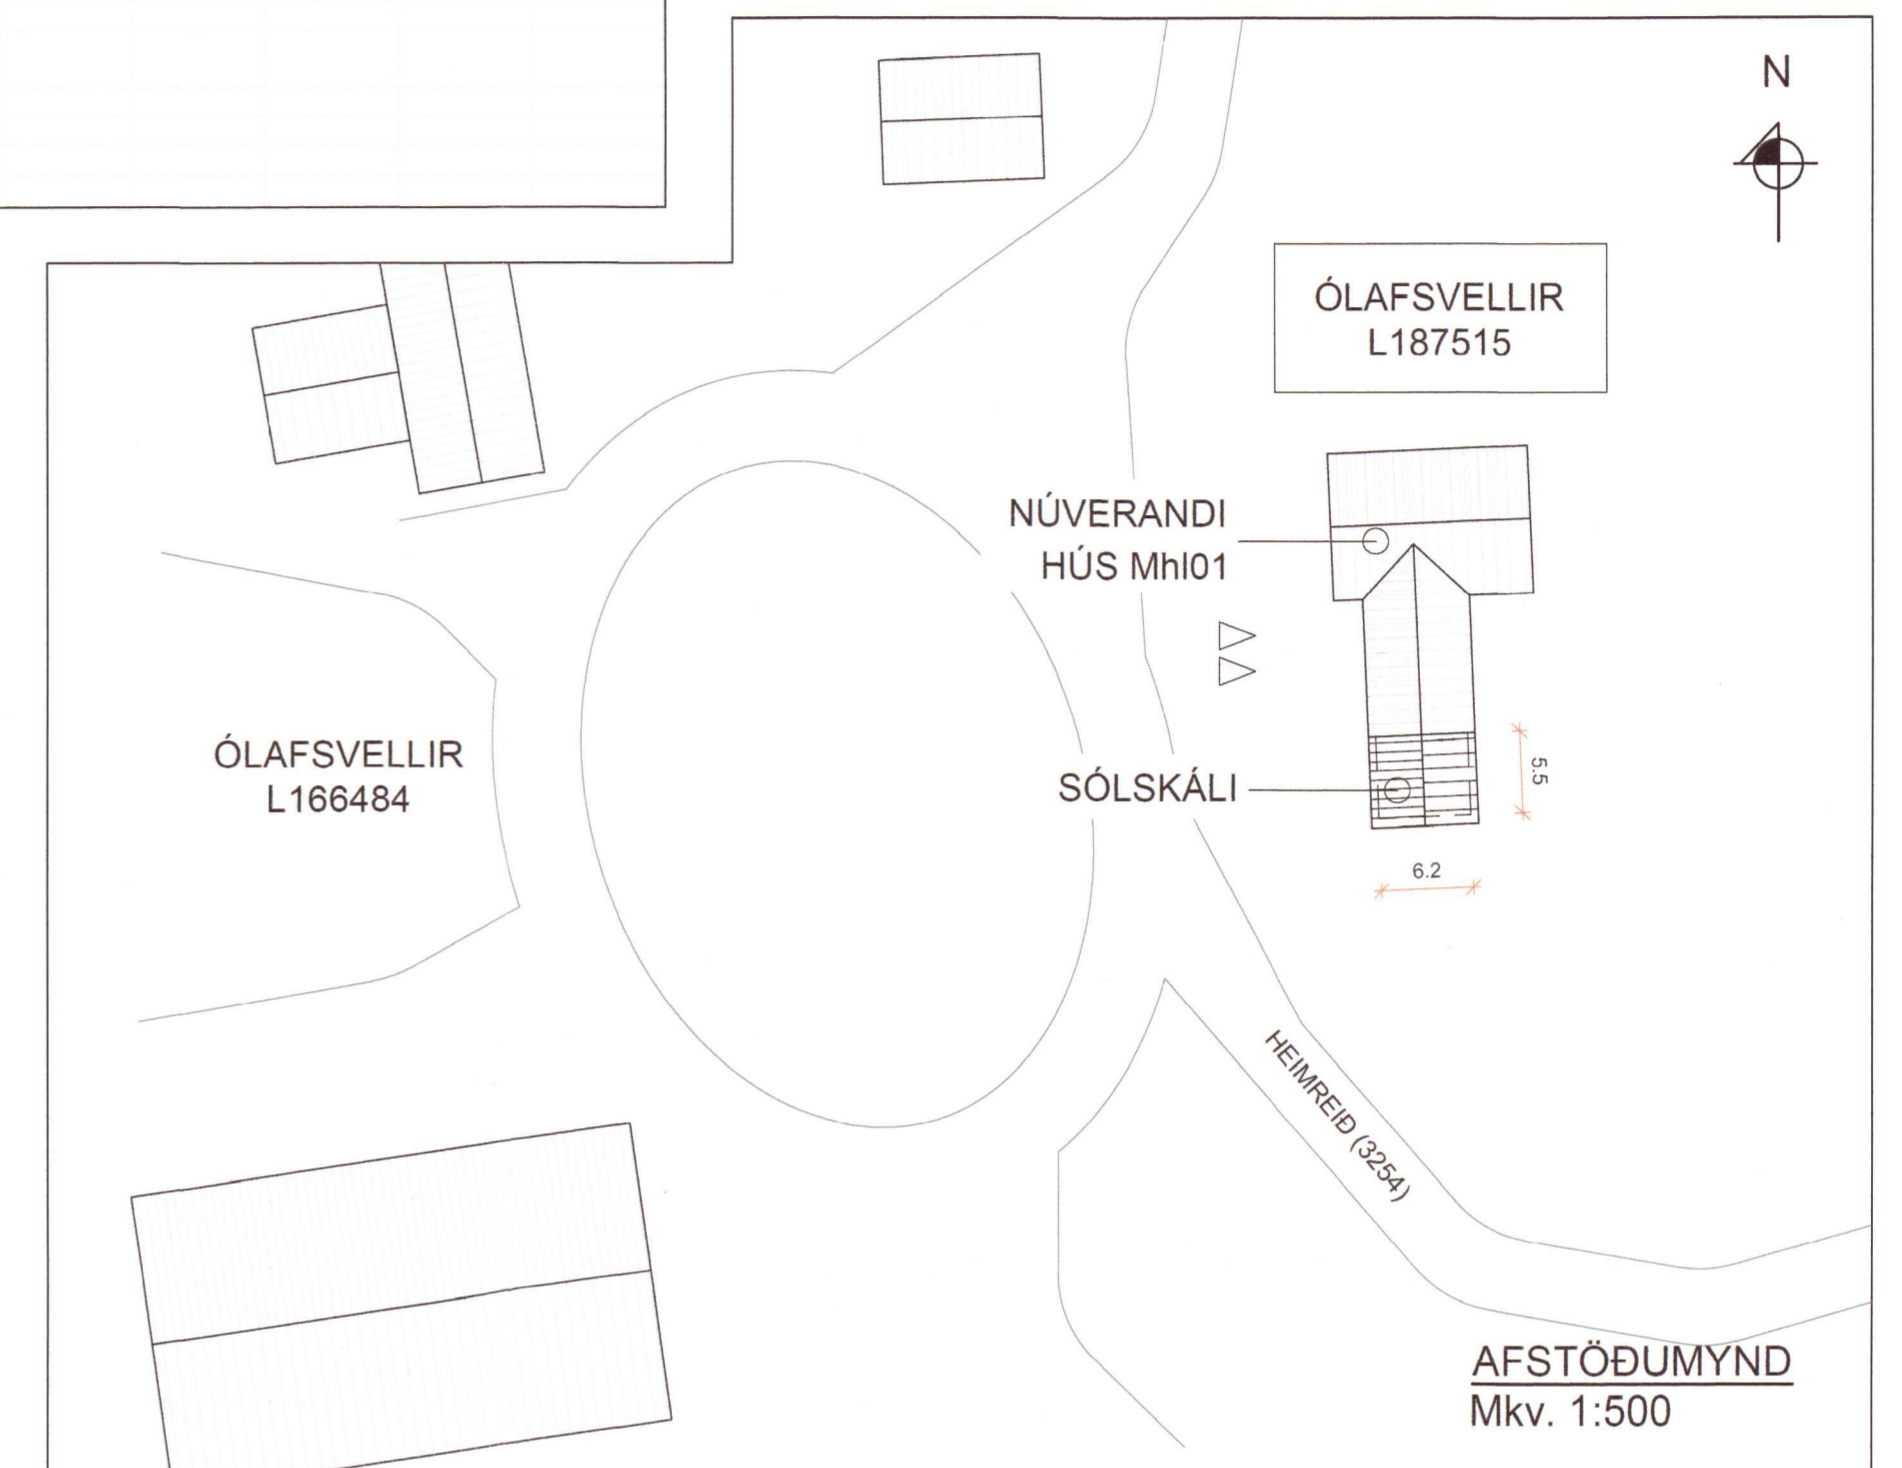 N
ÓLAFSVELLIR
L187515
NÚVERANDI
HÚS Mhl01
ÓLAFSVELLIR
L166484
SÓLSKÁLI
5.5
6.2
HEIMREIÐ (3254)
AFSTÖÐUMYND
Mkv. 1:500